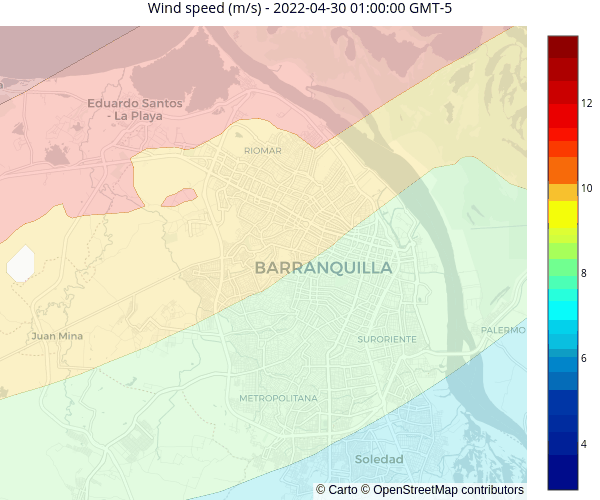 Wind speed (m/s) - 2022-04-30 01:00:00 GMT-5
Eduardo Santos
- La Playa
RIOMAR
BARRANQUILLA
Juan Mina
SURORIENTE
PALERMO
METROPOLITANA
Soledad
© Carto © OpenStreetMap contributors
12
10
8
6
4